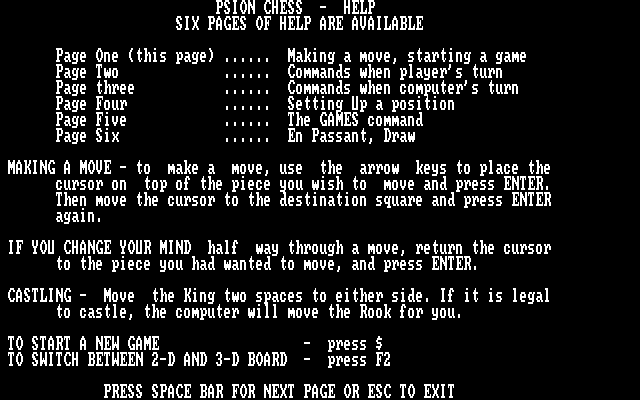 PSION CHESS  -  HELP
SIX PAGES OF HELP ARE AVAILABLE
Page One (this page) ......  Making a move, starting a game
Page Two             ......  Commands when player's turn
Page three           ......  Commands when computer's turn
Page Four            ......  Setting Up a position
Page Five            ......  The GAMES command
Page Six             ......  En Passant, Draw
MAKING A MOVE - to  make a  move, use  the  arrow  keys to place the
cursor on  top of the piece you wish to  move and press ENTER.
Then move the cursor to the destination square and press ENTER
again.
IF YOU CHANGE YOUR MIND  half  way through a move, return the cursor
to the piece you had wanted to move, and press ENTER.
CASTLING -  Move  the King two spaces to either side. If it is legal
to castle, the computer will move the Rook for you.
TO START A NEW GAME                  -  press $
TO SWITCH BETWEEN 2-D AND 3-D BOARD  -  press F2
PRESS SPACE BAR FOR NEXT PAGE OR ESC TO EXIT